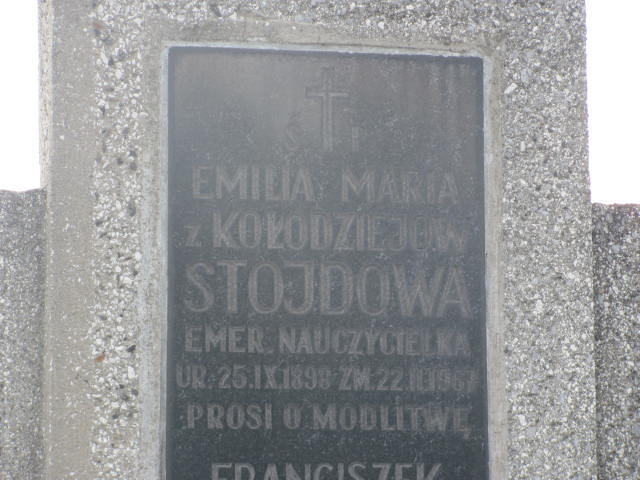 Ś P
EMILIA MARIA
z KOŁODZIEJÓW
STOJDOWA
EMER. NAUCZYCIELKA
UR. 25.IX.1898 ZM. 22.II.1967
PROSI O MODLITWĘ
FRANCISZEK